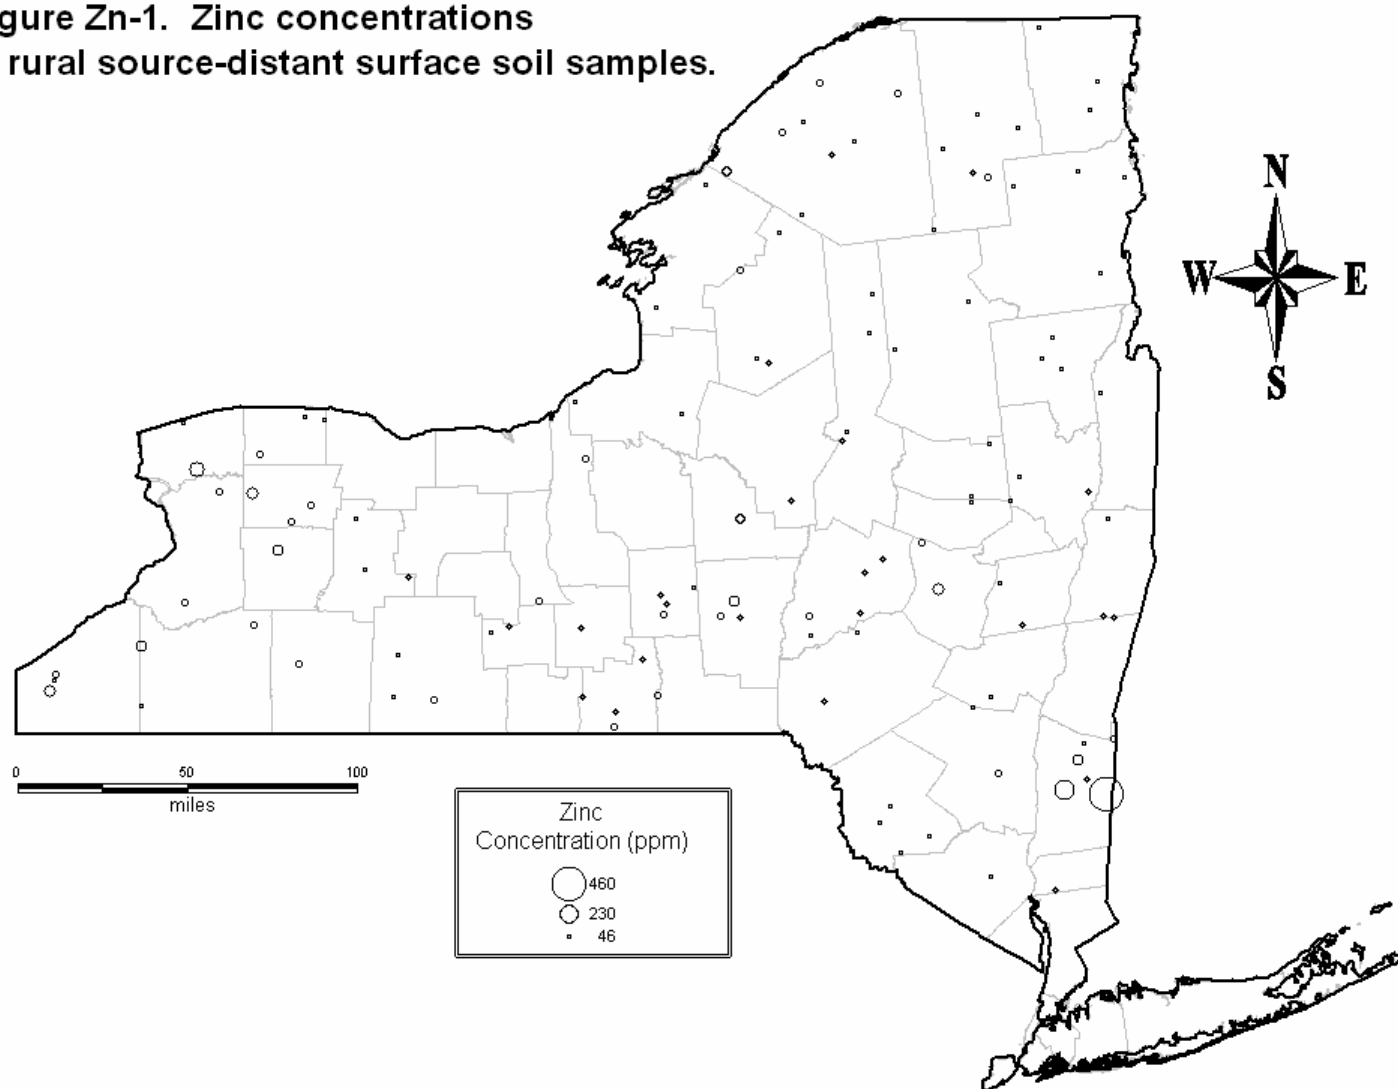 gure Zn-1. Zinc concentrations
rural source-distant surface soil samples.
N
W
E
S
0
50
100
miles
Zinc
Concentration (ppm)
460
230
46